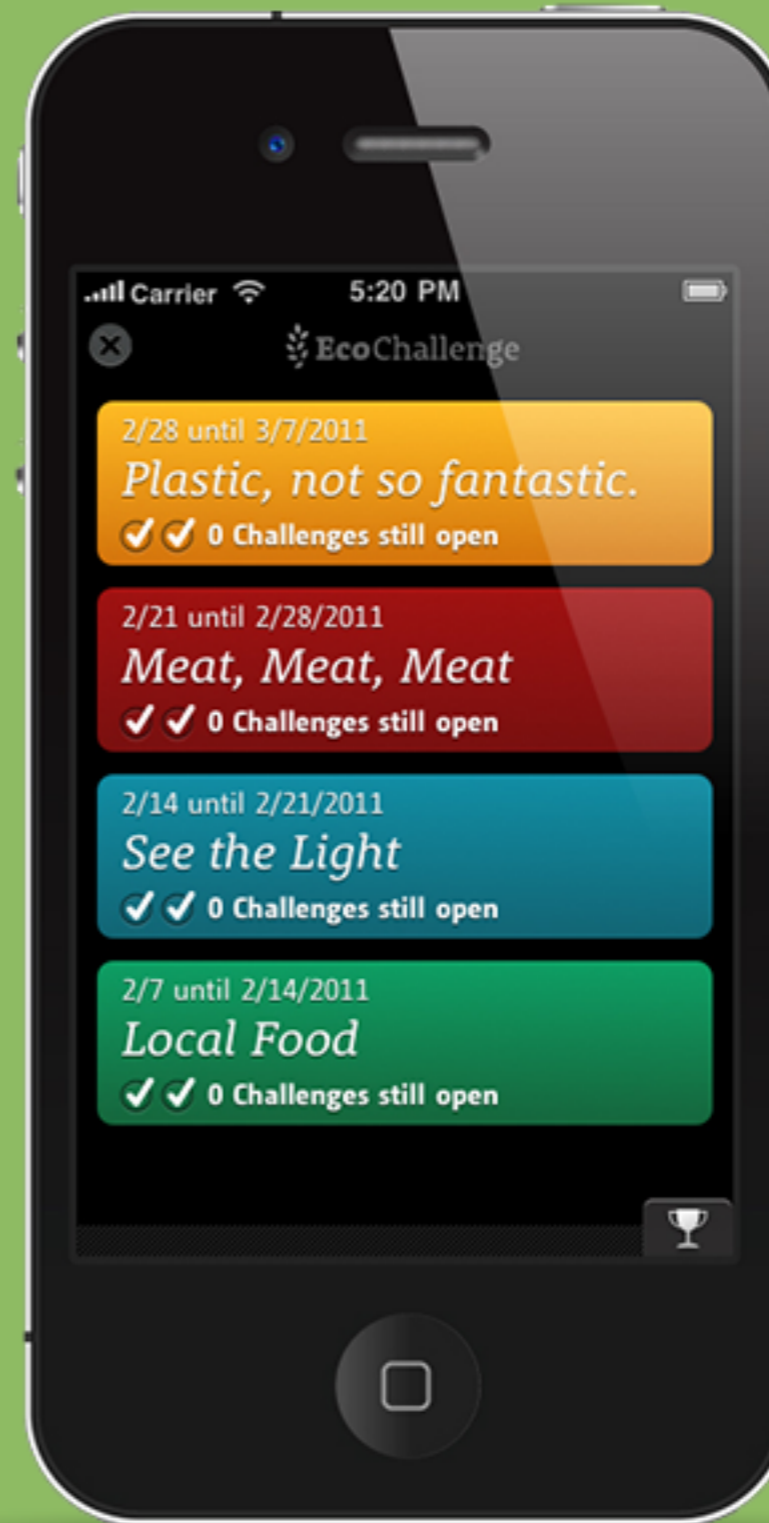 Carrier 5:20 PM
EcoChallenge
2/28 until 3/7/2011
Plastic, not so fantastic.
0 Challenges still open
2/21 until 2/28/2011
Meat, Meat, Meat
0 Challenges still open
2/14 until 2/21/2011
See the Light
0 Challenges still open
2/7 until 2/14/2011
Local Food
0 Challenges still open